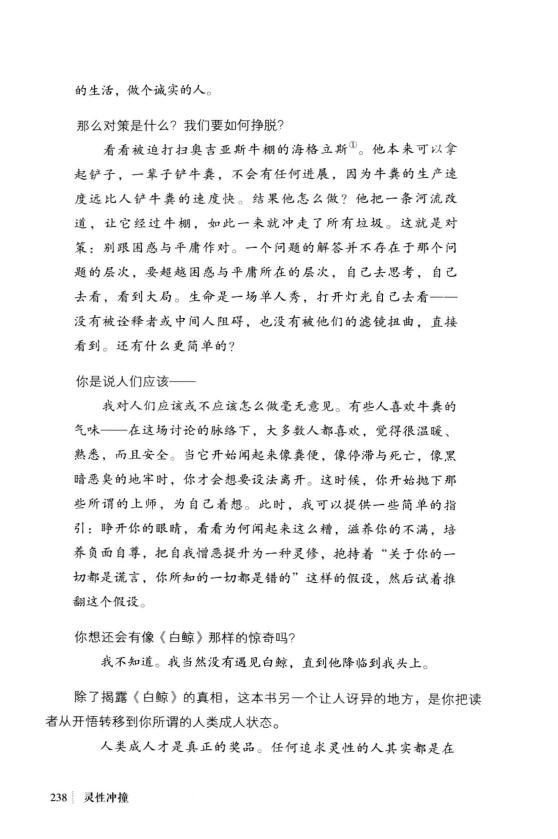 的生活，做个诚实的人。
那么对策是什么？我们要如何挣脱？
看看被迫打扫奥吉亚斯牛棚的海格立斯①。他本来可以拿
起铲子，一辈子铲牛粪，不会有任何进展，因为牛粪的生产速
度远比人铲牛粪的速度快。结果他怎么做？他把一条河流改
道，让它经过牛棚，如此一来就冲走了所有垃圾。这就是对
策：别跟困惑与平庸作对。一个问题的解答并不存在于那个问
题的层次，要超越困惑与平庸所在的层次，自己去思考，自己
去看，看到大局。生命是一场单人秀，打开灯光自己去看——
没有被诠释者或中间人阻碍，也没有被他们的滤镜扭曲，直接
看到。还有什么更简单的？
你是说人们应该——
我对人们应该或不应该怎么做毫无意见。有些人喜欢牛粪的
气味——在这场讨论的脉络下，大多数人都喜欢，觉得很温暖、
熟悉，而且安全。当它开始闻起来像粪便，像停滞与死亡，像黑
暗恶臭的地牢时，你才会想要设法离开。这时候，你开始抛下那
些所谓的上师，为自己着想。此时，我可以提供一些简单的指
引：睁开你的眼睛，看看为何闻起来这么糟，滋养你的不满，培
养负面自尊，把自我憎恶提升为一种灵修，抱持着“关于你的一
切都是谎言，你所知的一切都是错的”这样的假设，然后试着推
翻这个假设。
你想还会有像《白鲸》那样的惊奇吗？
我不知道。我当然没有遇见白鲸，直到他降临到我头上。
除了揭露《白鲸》的真相，这本书另一个让人讶异的地方，是你把读
者从开悟转移到你所谓的人类成人状态。
人类成人才是真正的奖品。任何追求灵性的人其实都是在
238 灵性冲撞